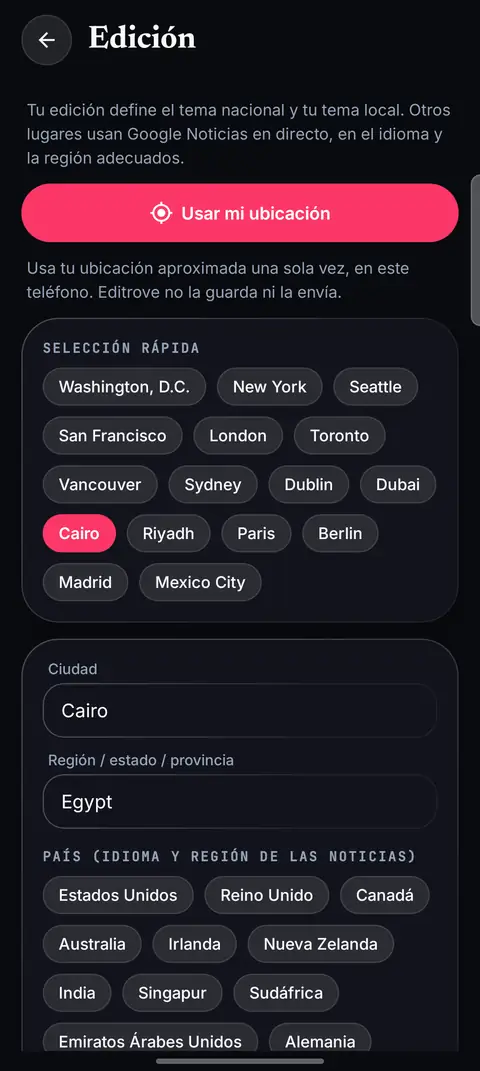 Edición
Tu edición define el tema nacional y tu tema local. Otros
lugares usan Google Noticias en directo, en el idioma y
la región adecuados.
Usar mi ubicación
Usa tu ubicación aproximada una sola vez, en este
teléfono. Editrove no la guarda ni la envía.
SELECCIÓN RÁPIDA
Washington, D.C. New York Seattle
San Francisco London Toronto
Vancouver Sydney Dublin Dubai
Cairo Riyadh Paris Berlin
Madrid Mexico City
Ciudad
Cairo
Región / estado / provincia
Egypt
PAÍS (IDIOMA Y REGIÓN DE LAS NOTICIAS)
Estados Unidos Reino Unido Canadá
Australia Irlanda Nueva Zelanda
India Singapur Sudáfrica
Emiratos Árabes Unidos Alemania